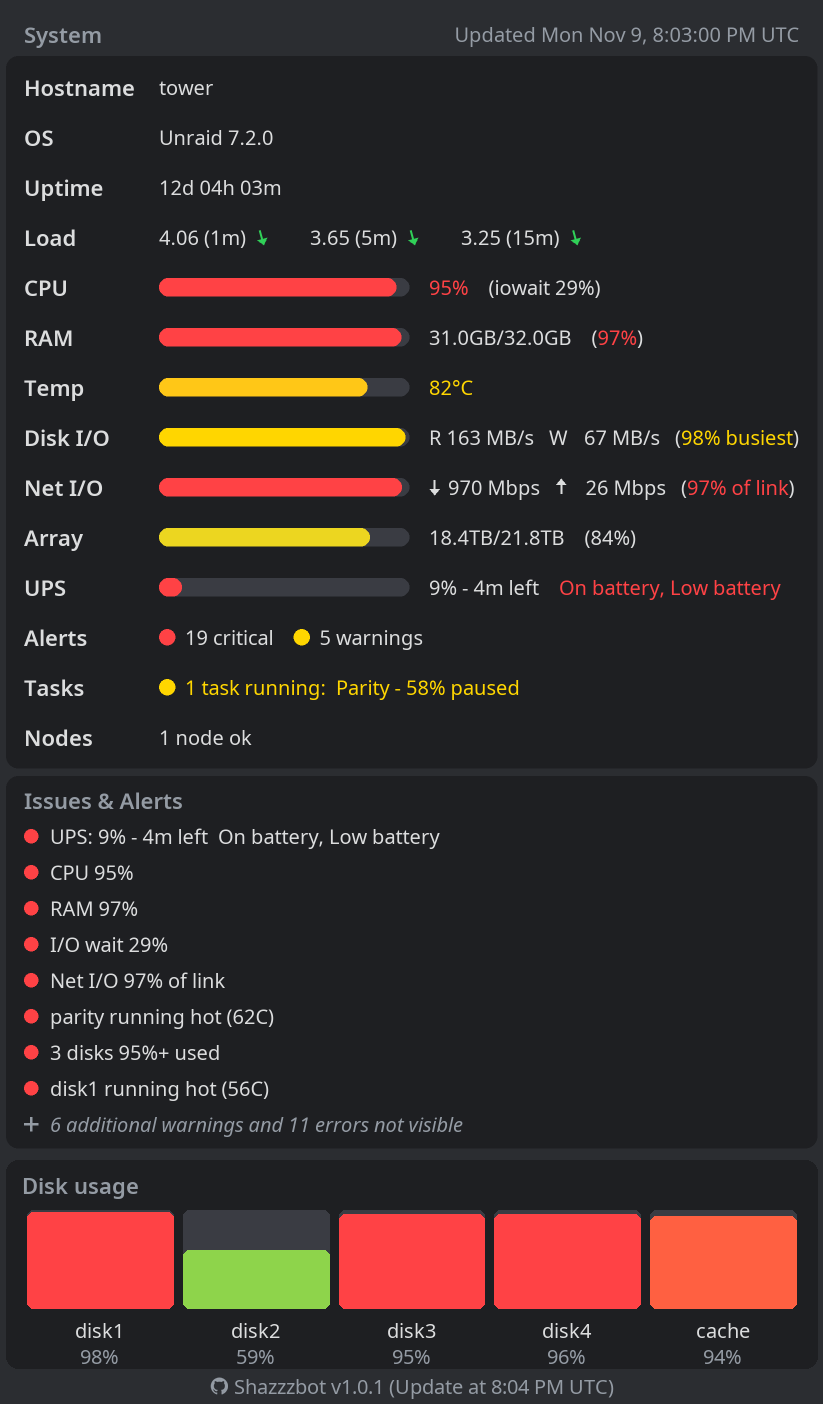 System Updated Mon Nov 9, 8:03:00 PM UTC
Hostname tower
OS Unraid 7.2.0
Uptime 12d 04h 03m
Load 4.06 (1m) ↘ 3.65 (5m) ↘ 3.25 (15m) ↘
CPU 95% (iowait 29%)
RAM 31.0GB/32.0GB (97%)
Temp 82°C
Disk I/O R 163 MB/s W 67 MB/s (98% busiest)
Net I/O ↓ 970 Mbps ↑ 26 Mbps (97% of link)
Array 18.4TB/21.8TB (84%)
UPS 9% - 4m left On battery, Low battery
Alerts 19 critical 5 warnings
Tasks 1 task running: Parity - 58% paused
Nodes 1 node ok
Issues & Alerts
UPS: 9% - 4m left On battery, Low battery
CPU 95%
RAM 97%
I/O wait 29%
Net I/O 97% of link
parity running hot (62C)
3 disks 95%+ used
disk1 running hot (56C)
+ 6 additional warnings and 11 errors not visible
Disk usage
disk1 disk2 disk3 disk4 cache
98% 59% 95% 96% 94%
Shazzzbot v1.0.1 (Update at 8:04 PM UTC)